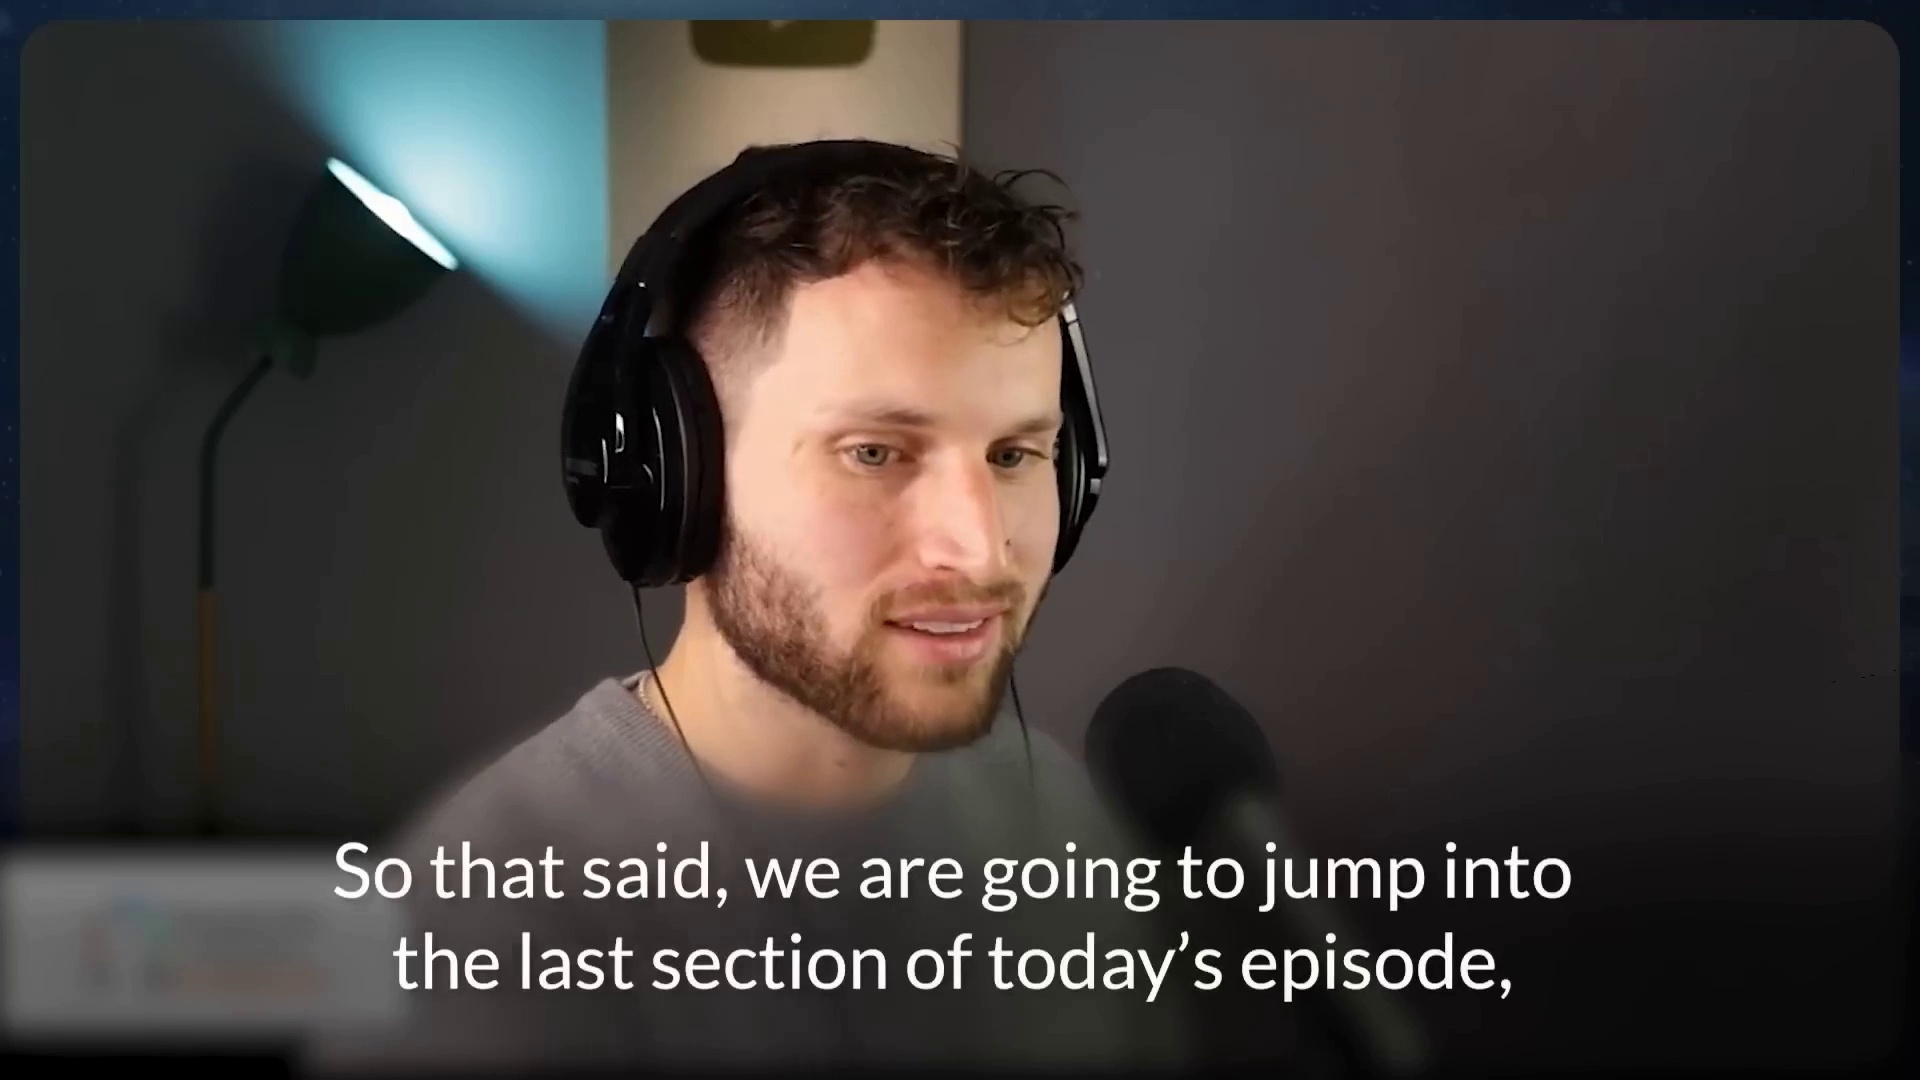 So that said, we are going to jump into
the last section of today’s episode,